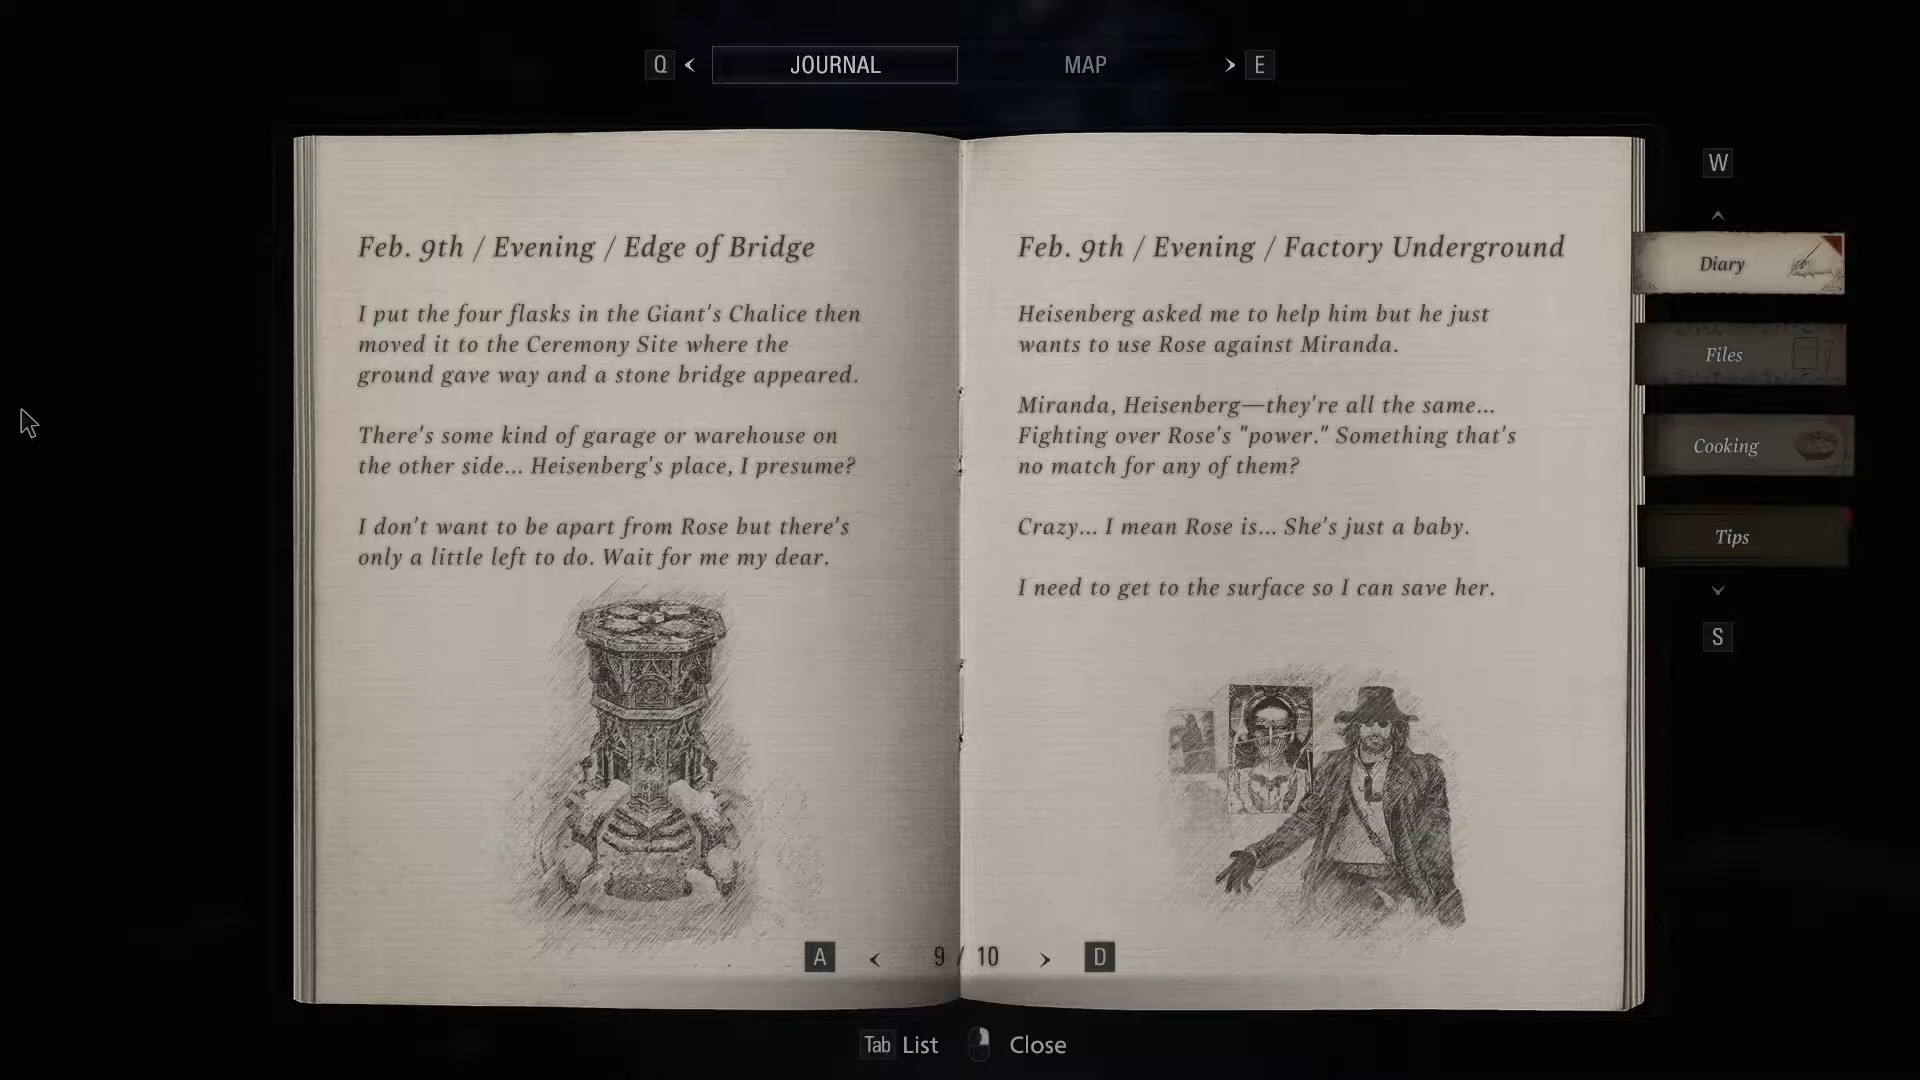 Q < JOURNAL MAP > E
Feb. 9th / Evening / Edge of Bridge
I put the four flasks in the Giant's Chalice then
moved it to the Ceremony Site where the
ground gave way and a stone bridge appeared.
There's some kind of garage or warehouse on
the other side... Heisenberg's place, I presume?
I don't want to be apart from Rose but there's
only a little left to do. Wait for me my dear.
Feb. 9th / Evening / Factory Underground
Heisenberg asked me to help him but he just
wants to use Rose against Miranda.
Miranda, Heisenberg—they're all the same...
Fighting over Rose's "power." Something that's
no match for any of them?
Crazy... I mean Rose is... She's just a baby.
I need to get to the surface so I can save her.
W
Diary
Files
Cooking
Tips
S
A < 9 / 10 > D
Tab List Close